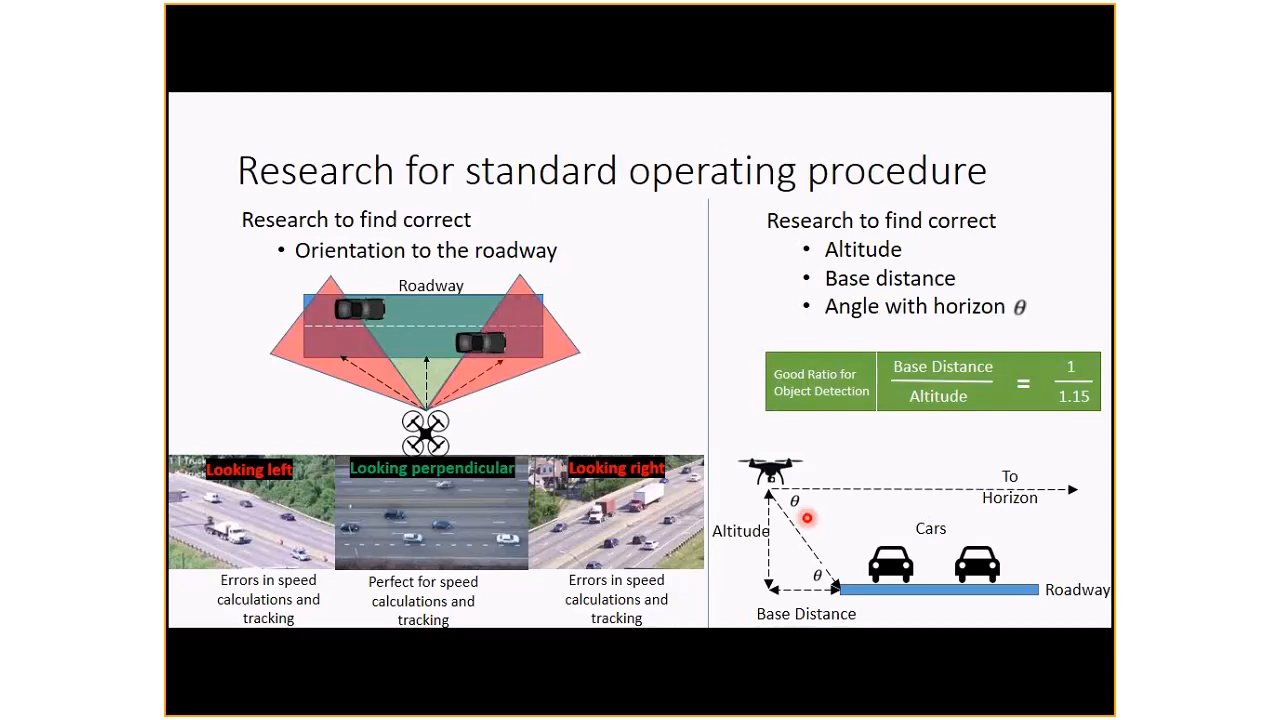 Research for standard operating procedure
Research to find correct
• Orientation to the roadway
Roadway
Looking left
Looking perpendicular
Looking right
Errors in speed
calculations and
tracking
Perfect for speed
calculations and
tracking
Errors in speed
calculations and
tracking
Research to find correct
• Altitude
• Base distance
• Angle with horizon θ
Good Ratio for
Object Detection
Base Distance
Altitude
=
1
1.15
To
Horizon
θ
Altitude
Cars
θ
Roadway
Base Distance